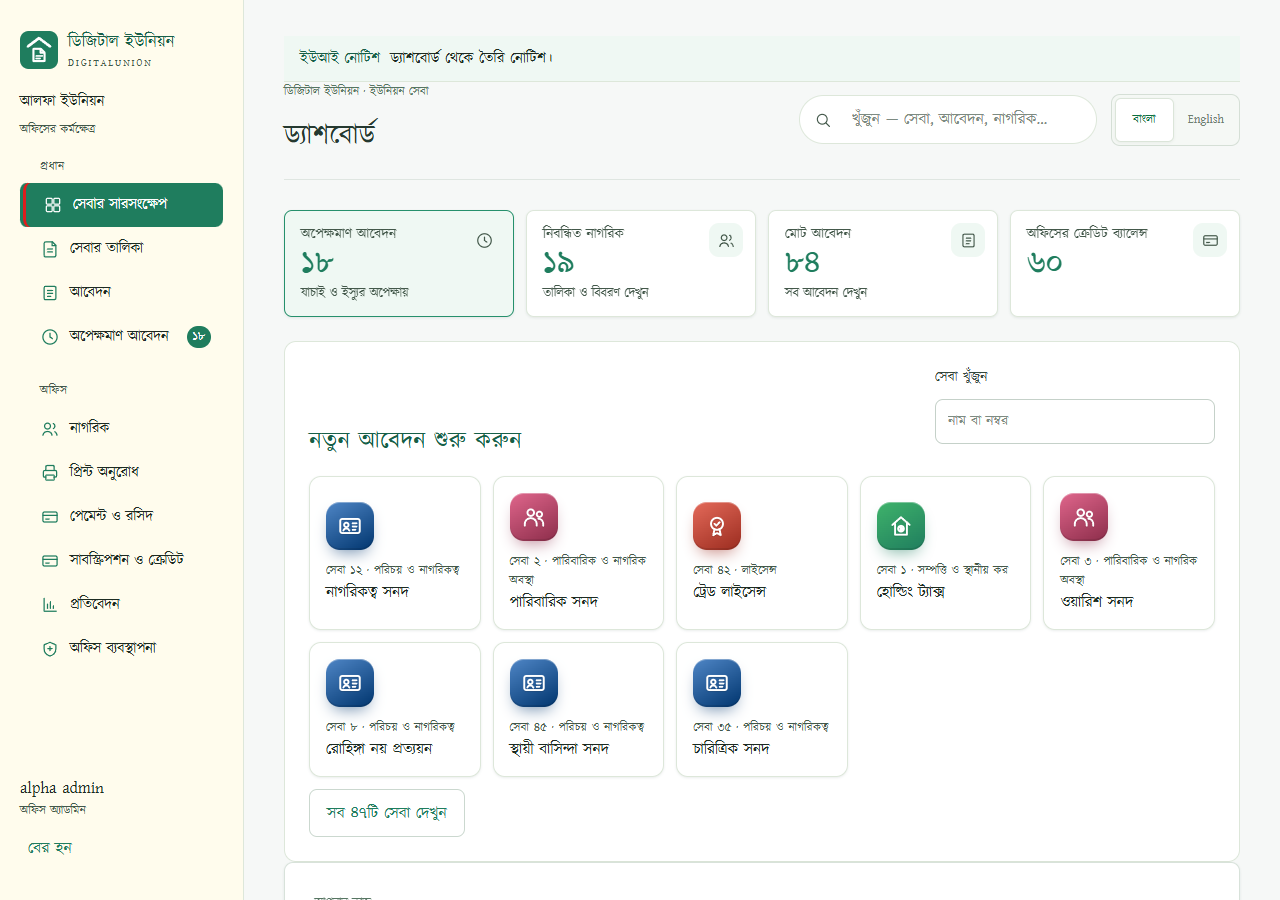 ডিজিটাল ইউনিয়ন
DIGITALUNION
আলফা ইউনিয়ন
অফিসের কর্মক্ষেত্র
প্রধান
সেবার সারসংক্ষেপ
সেবার তালিকা
আবেদন
অপেক্ষমাণ আবেদন ১৮
অফিস
নাগরিক
প্রিন্ট অনুরোধ
পেমেন্ট ও রসিদ
সাবস্ক্রিপশন ও ক্রেডিট
প্রতিবেদন
অফিস ব্যবস্থাপনা
alpha admin
অফিস অ্যাডমিন
বের হন
ইউআই নোটিশ ড্যাশবোর্ড থেকে তৈরি নোটিশ।
ডিজিটাল ইউনিয়ন · ইউনিয়ন সেবা
ড্যাশবোর্ড
খুঁজুন — সেবা, আবেদন, নাগরিক...
বাংলা English
অপেক্ষমাণ আবেদন
১৮
যাচাই ও ইস্যুর অপেক্ষায়
নিবন্ধিত নাগরিক
১৯
তালিকা ও বিবরণ দেখুন
মোট আবেদন
৮৪
সব আবেদন দেখুন
অফিসের ক্রেডিট ব্যালেন্স
৬০
নতুন আবেদন শুরু করুন
সেবা খুঁজুন
নাম বা নম্বর
সেবা ১২ · পরিচয় ও নাগরিকত্ব
নাগরিকত্ব সনদ
সেবা ২ · পারিবারিক ও নাগরিক
অবস্থা
পারিবারিক সনদ
সেবা ৪২ · লাইসেন্স
ট্রেড লাইসেন্স
সেবা ১ · সম্পত্তি ও স্থানীয় কর
হোল্ডিং ট্যাক্স
সেবা ৩ · পারিবারিক ও নাগরিক
অবস্থা
ওয়ারিশ সনদ
সেবা ৮ · পরিচয় ও নাগরিকত্ব
রোহিঙ্গা নয় প্রত্যয়ন
সেবা ৪৫ · পরিচয় ও নাগরিকত্ব
স্থায়ী বাসিন্দা সনদ
সেবা ৩৫ · পরিচয় ও নাগরিকত্ব
চারিত্রিক সনদ
সব ৪৭টি সেবা দেখুন